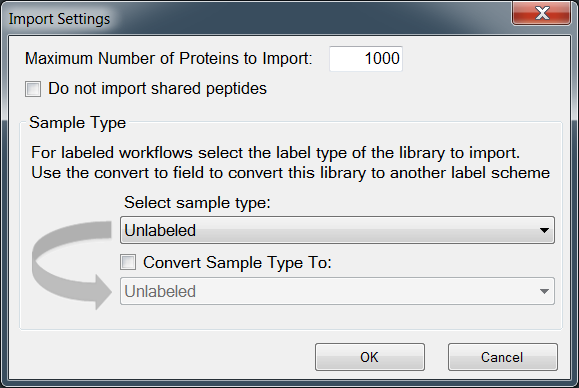 Import Settings
Maximum Number of Proteins to Import: 1000
Do not import shared peptides
Sample Type
For labeled workflows select the label type of the library to import.
Use the convert to field to convert this library to another label scheme
Select sample type:
Unlabeled
Convert Sample Type To:
Unlabeled
OK Cancel